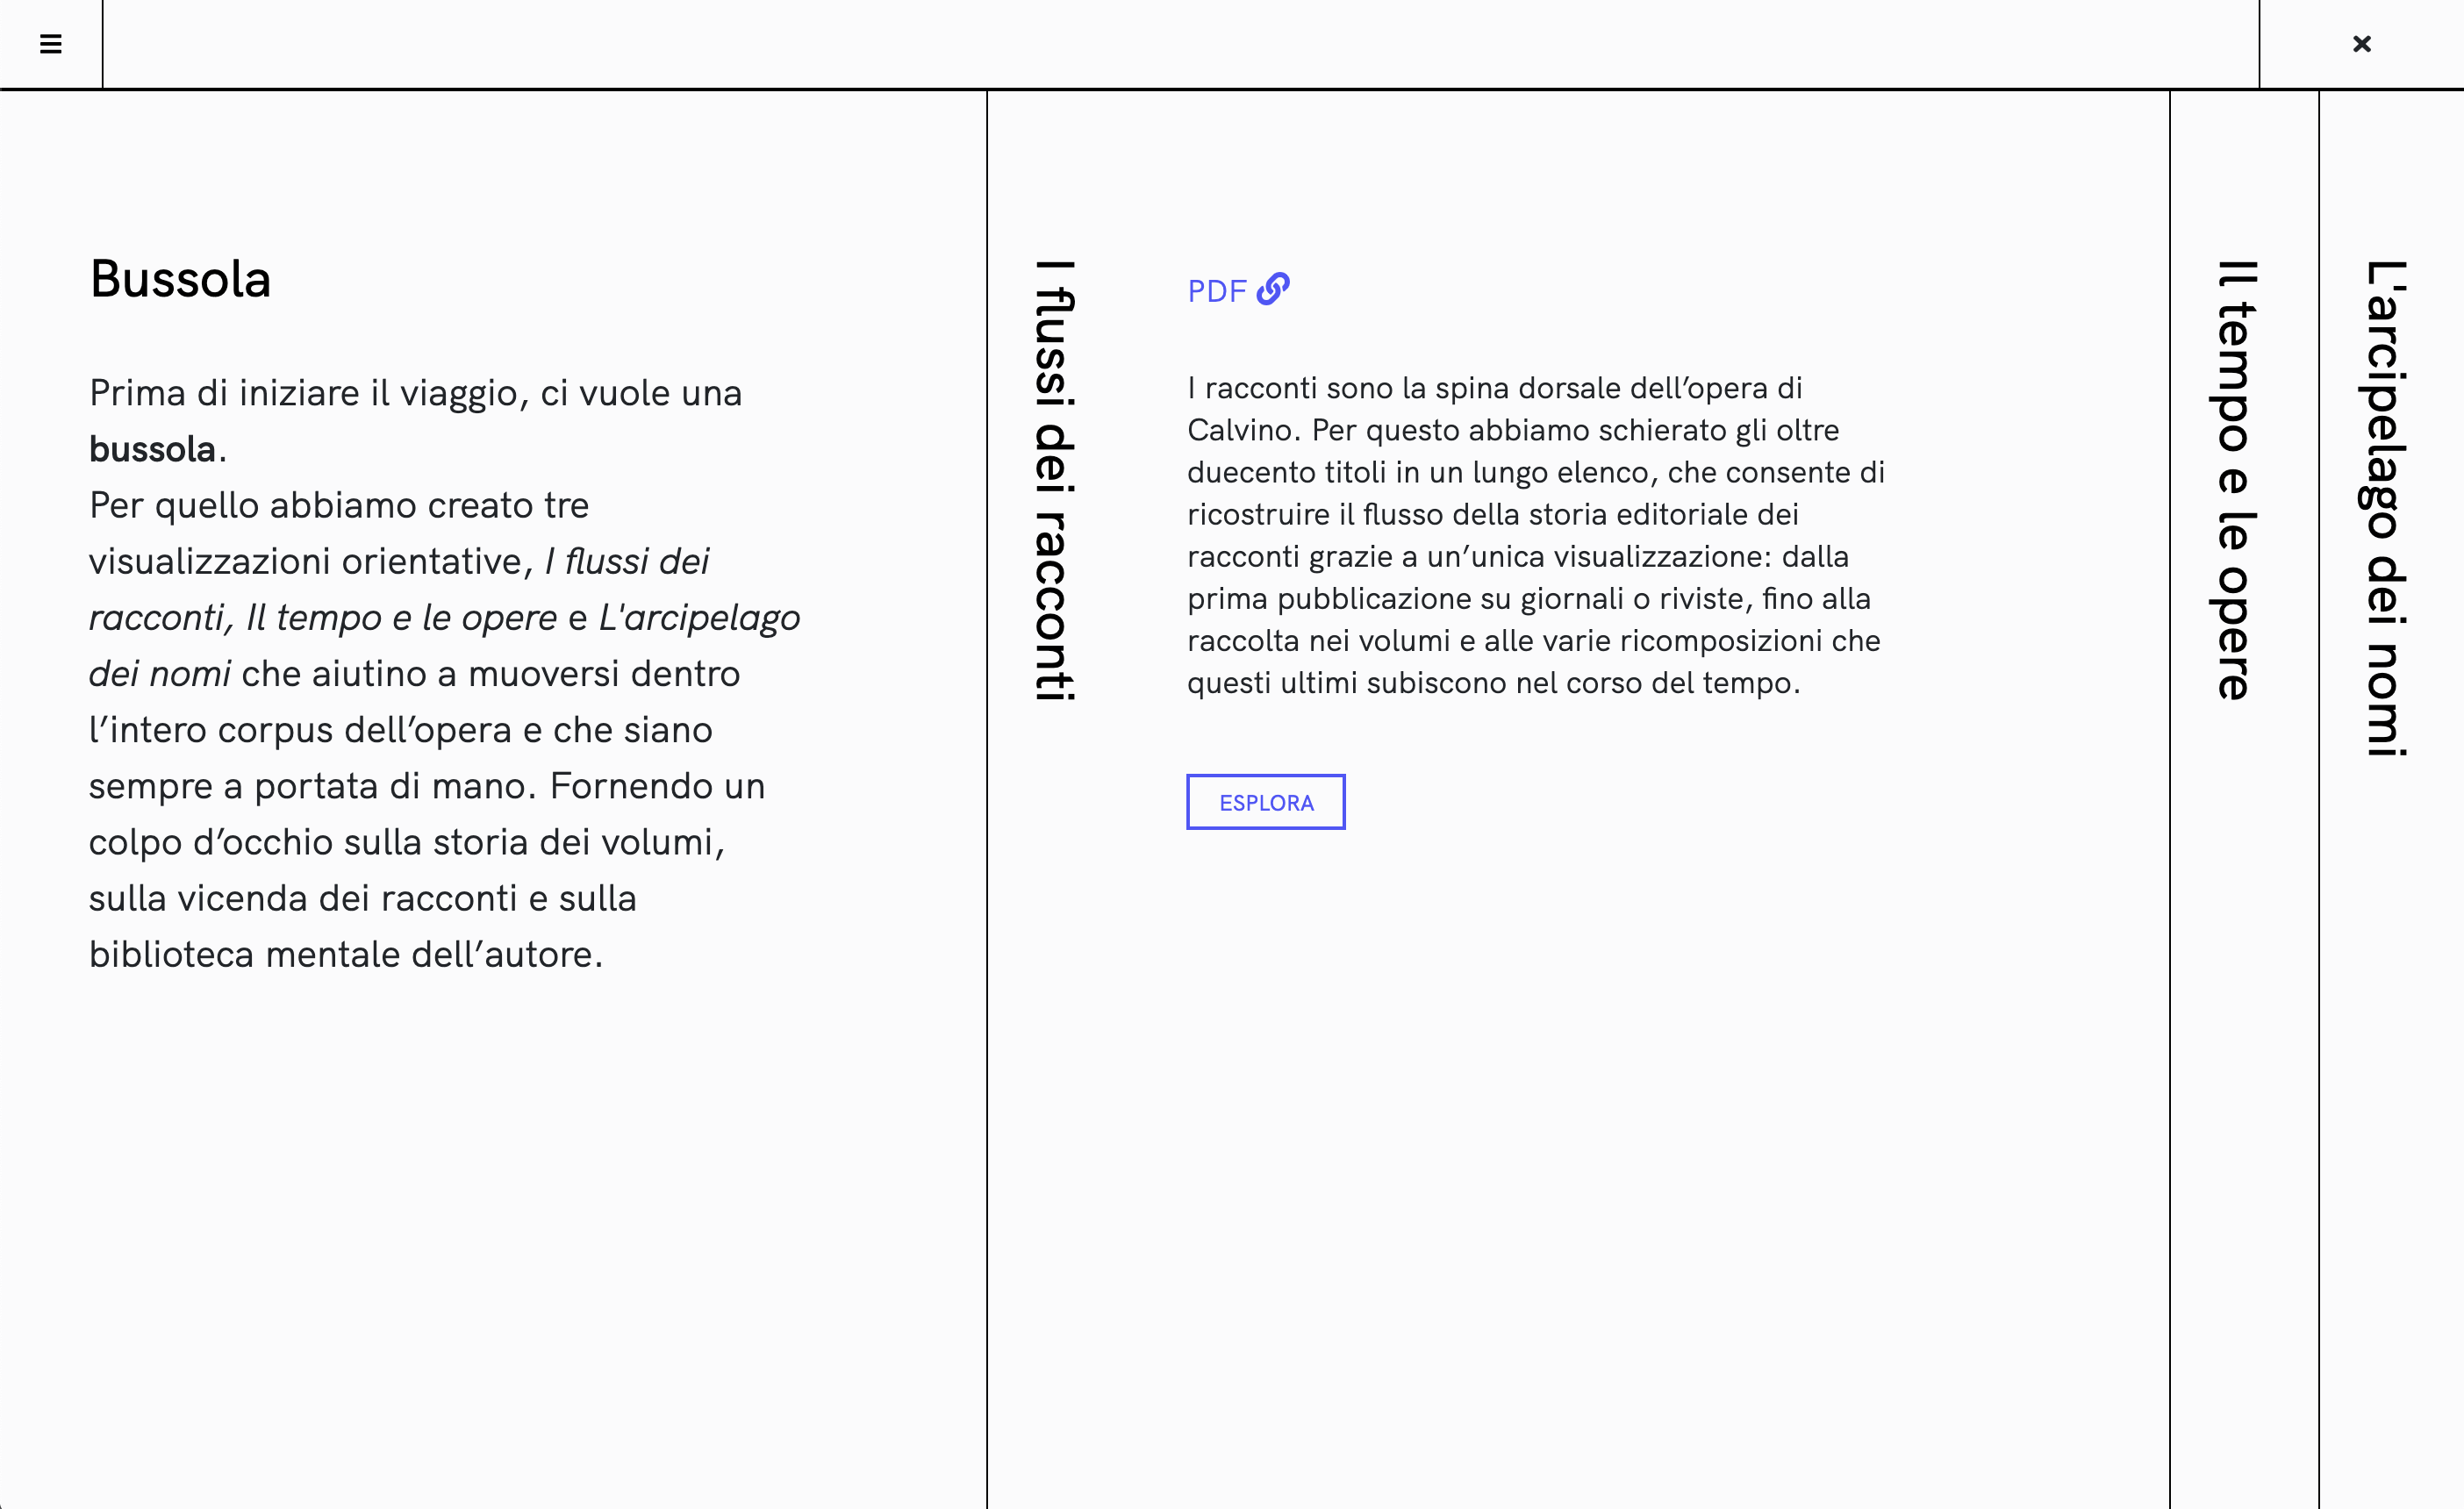 Bussola
Prima di iniziare il viaggio, ci vuole una
bussola.
Per quello abbiamo creato tre
visualizzazioni orientative, I flussi dei
racconti, Il tempo e le opere e L'arcipelago
dei nomi che aiutino a muoversi dentro
l’intero corpus dell’opera e che siano
sempre a portata di mano. Fornendo un
colpo d’occhio sulla storia dei volumi,
sulla vicenda dei racconti e sulla
biblioteca mentale dell’autore.
I flussi dei racconti
PDF
I racconti sono la spina dorsale dell’opera di
Calvino. Per questo abbiamo schierato gli oltre
duecento titoli in un lungo elenco, che consente di
ricostruire il flusso della storia editoriale dei
racconti grazie a un’unica visualizzazione: dalla
prima pubblicazione su giornali o riviste, fino alla
raccolta nei volumi e alle varie ricomposizioni che
questi ultimi subiscono nel corso del tempo.
ESPLORA
Il tempo e le opere
L'arcipelago dei nomi